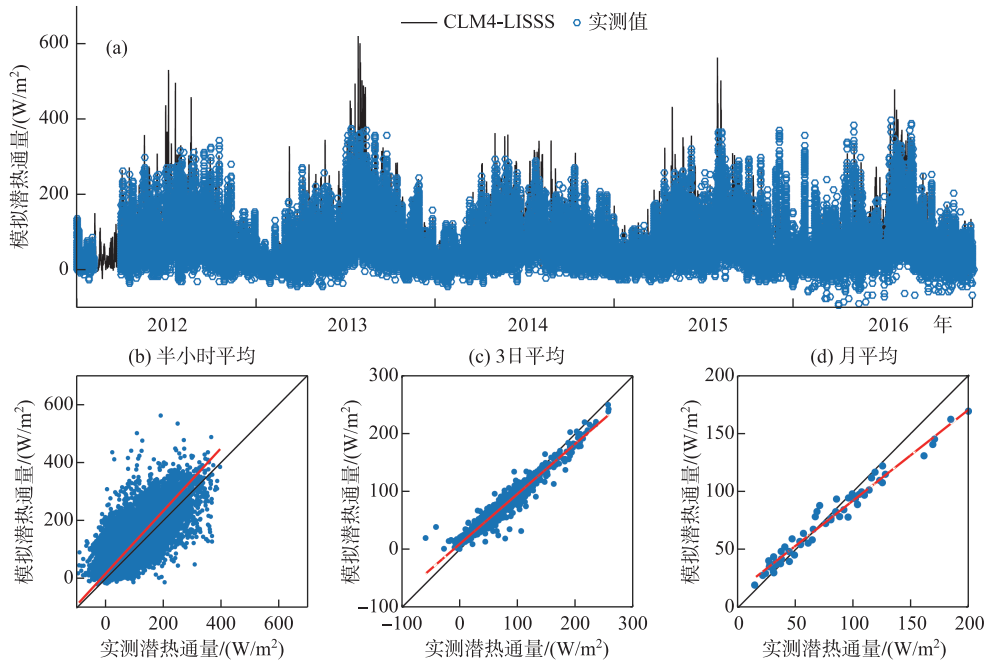 CLM4-LISSS 实测值
(a)
模拟潜热通量/(W/m²)
600
400
200
0
2012 2013 2014 2015 2016 年
(b) 半小时平均
模拟潜热通量/(W/m²)
600
400
200
0
0 200 400 600
实测潜热通量/(W/m²)
(c) 3日平均
模拟潜热通量/(W/m²)
300
200
100
0
−100
−100 0 100 200 300
实测潜热通量/(W/m²)
(d) 月平均
模拟潜热通量/(W/m²)
200
150
100
50
0
0 50 100 150 200
实测潜热通量/(W/m²)